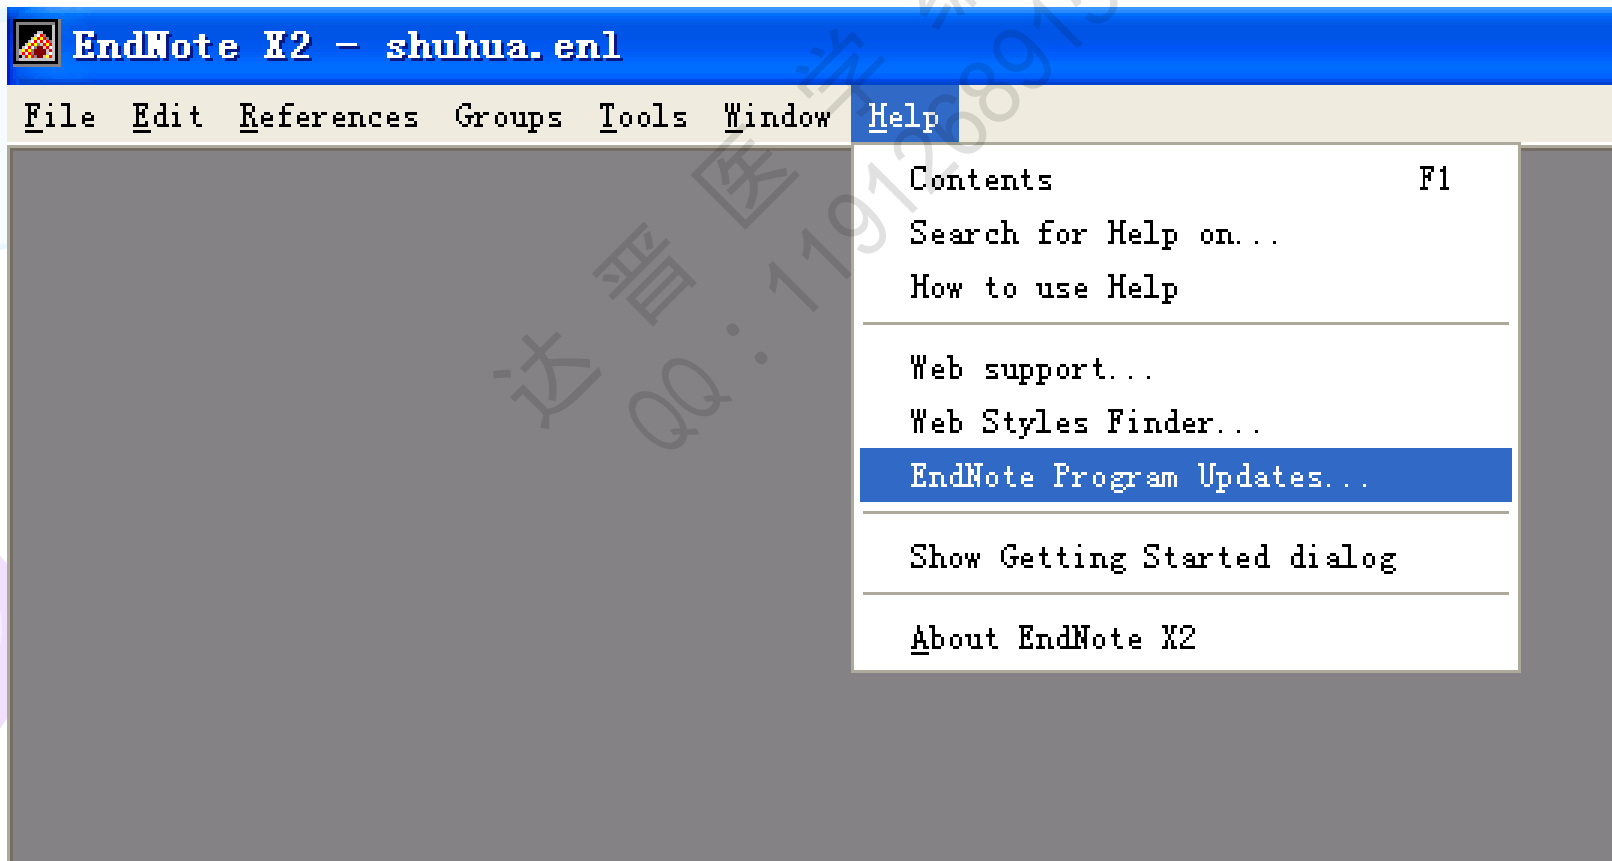 EndNote X2 - shuhua.enl
File Edit References Groups Tools Window Help
Contents F1
Search for Help on...
How to use Help
Web support...
Web Styles Finder...
EndNote Program Updates...
Show Getting Started dialog
About EndNote X2
达晋医学
QQ：119126891